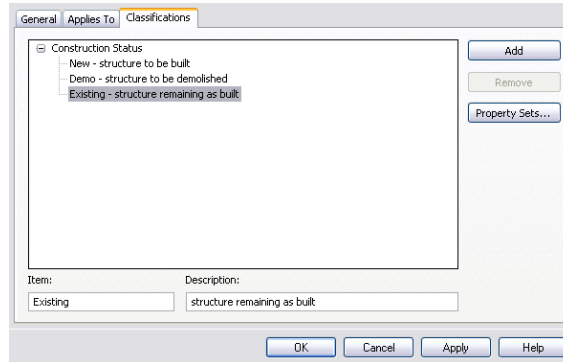 General Applies To Classifications
Construction Status
New - structure to be built
Demo - structure to be demolished
Existing - structure remaining as built
Add
Remove
Property Sets...
Item: Description:
Existing structure remaining as built
OK Cancel Apply Help